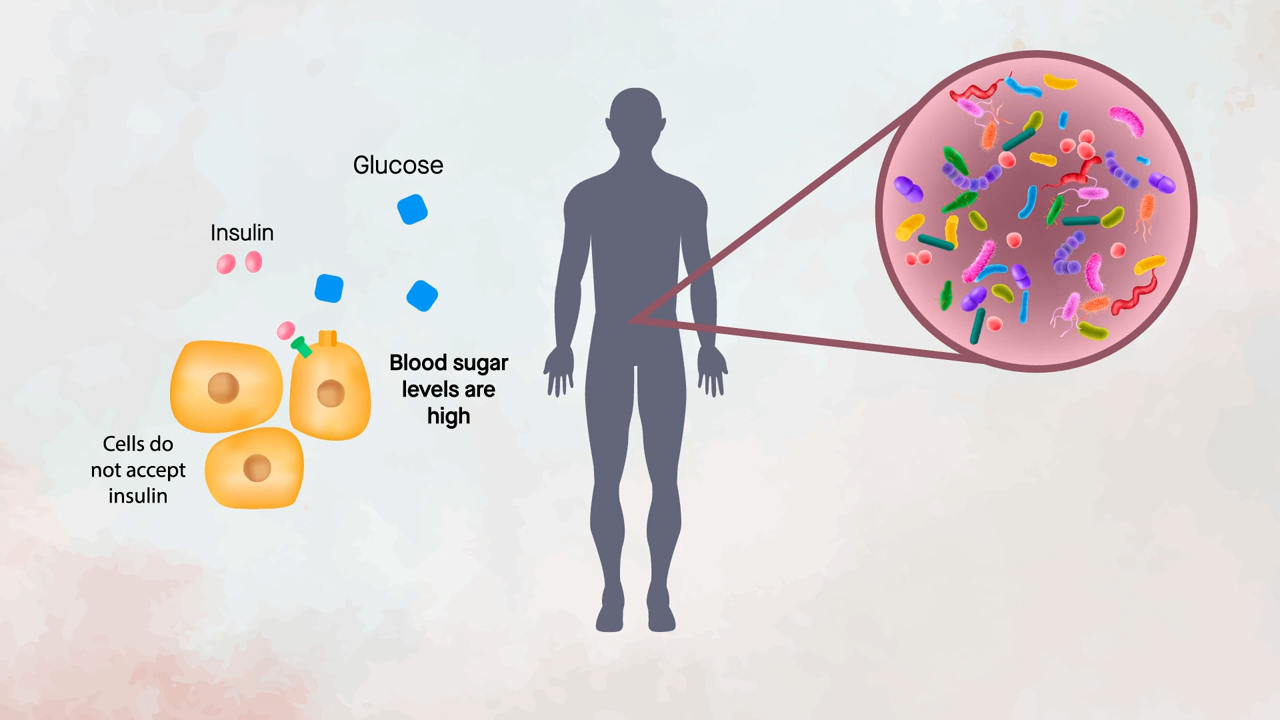 Glucose
Insulin
Blood sugar
levels are
high
Cells do
not accept
insulin